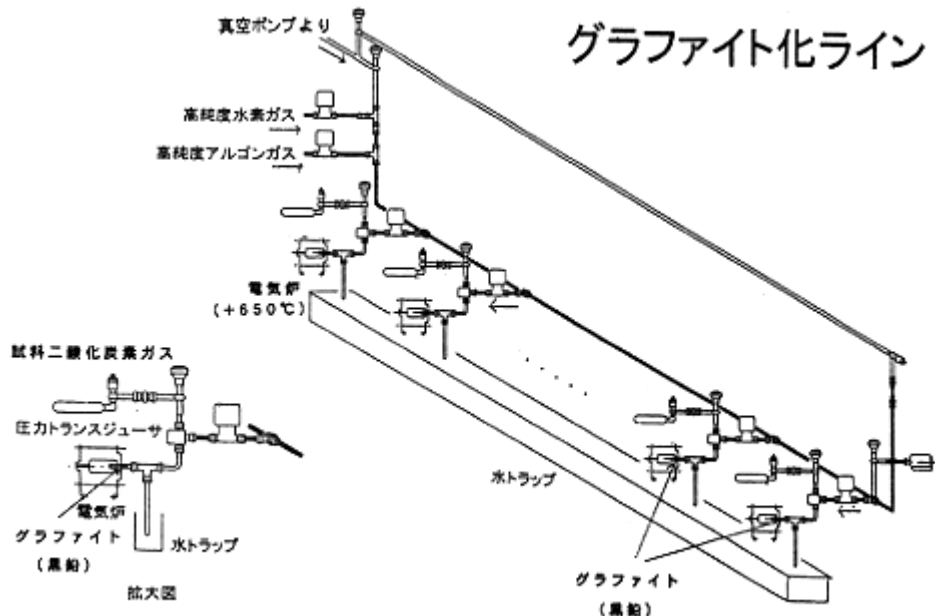 グラファイト化ライン
真空ポンプより
高純度水素ガス
高純度アルゴンガス
電気炉
(+650℃)
試料二酸化炭素ガス
圧力トランスジューサ
電気炉
グラファイト
(黒鉛)
水トラップ
拡大図
水トラップ
グラファイト
(黒鉛)